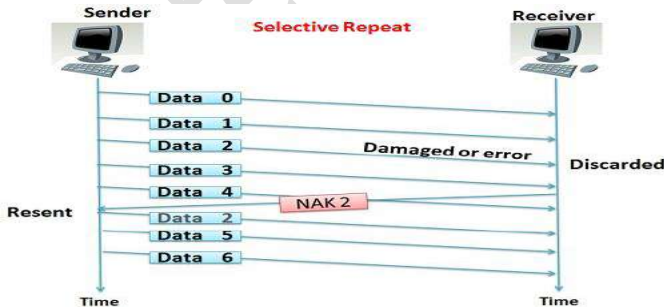 Sender
Receiver
Selective Repeat
Data 0
Data 1
Data 2
Damaged or error
Data 3
Discarded
Data 4
NAK 2
Resent
Data 2
Data 5
Data 6
Time
Time